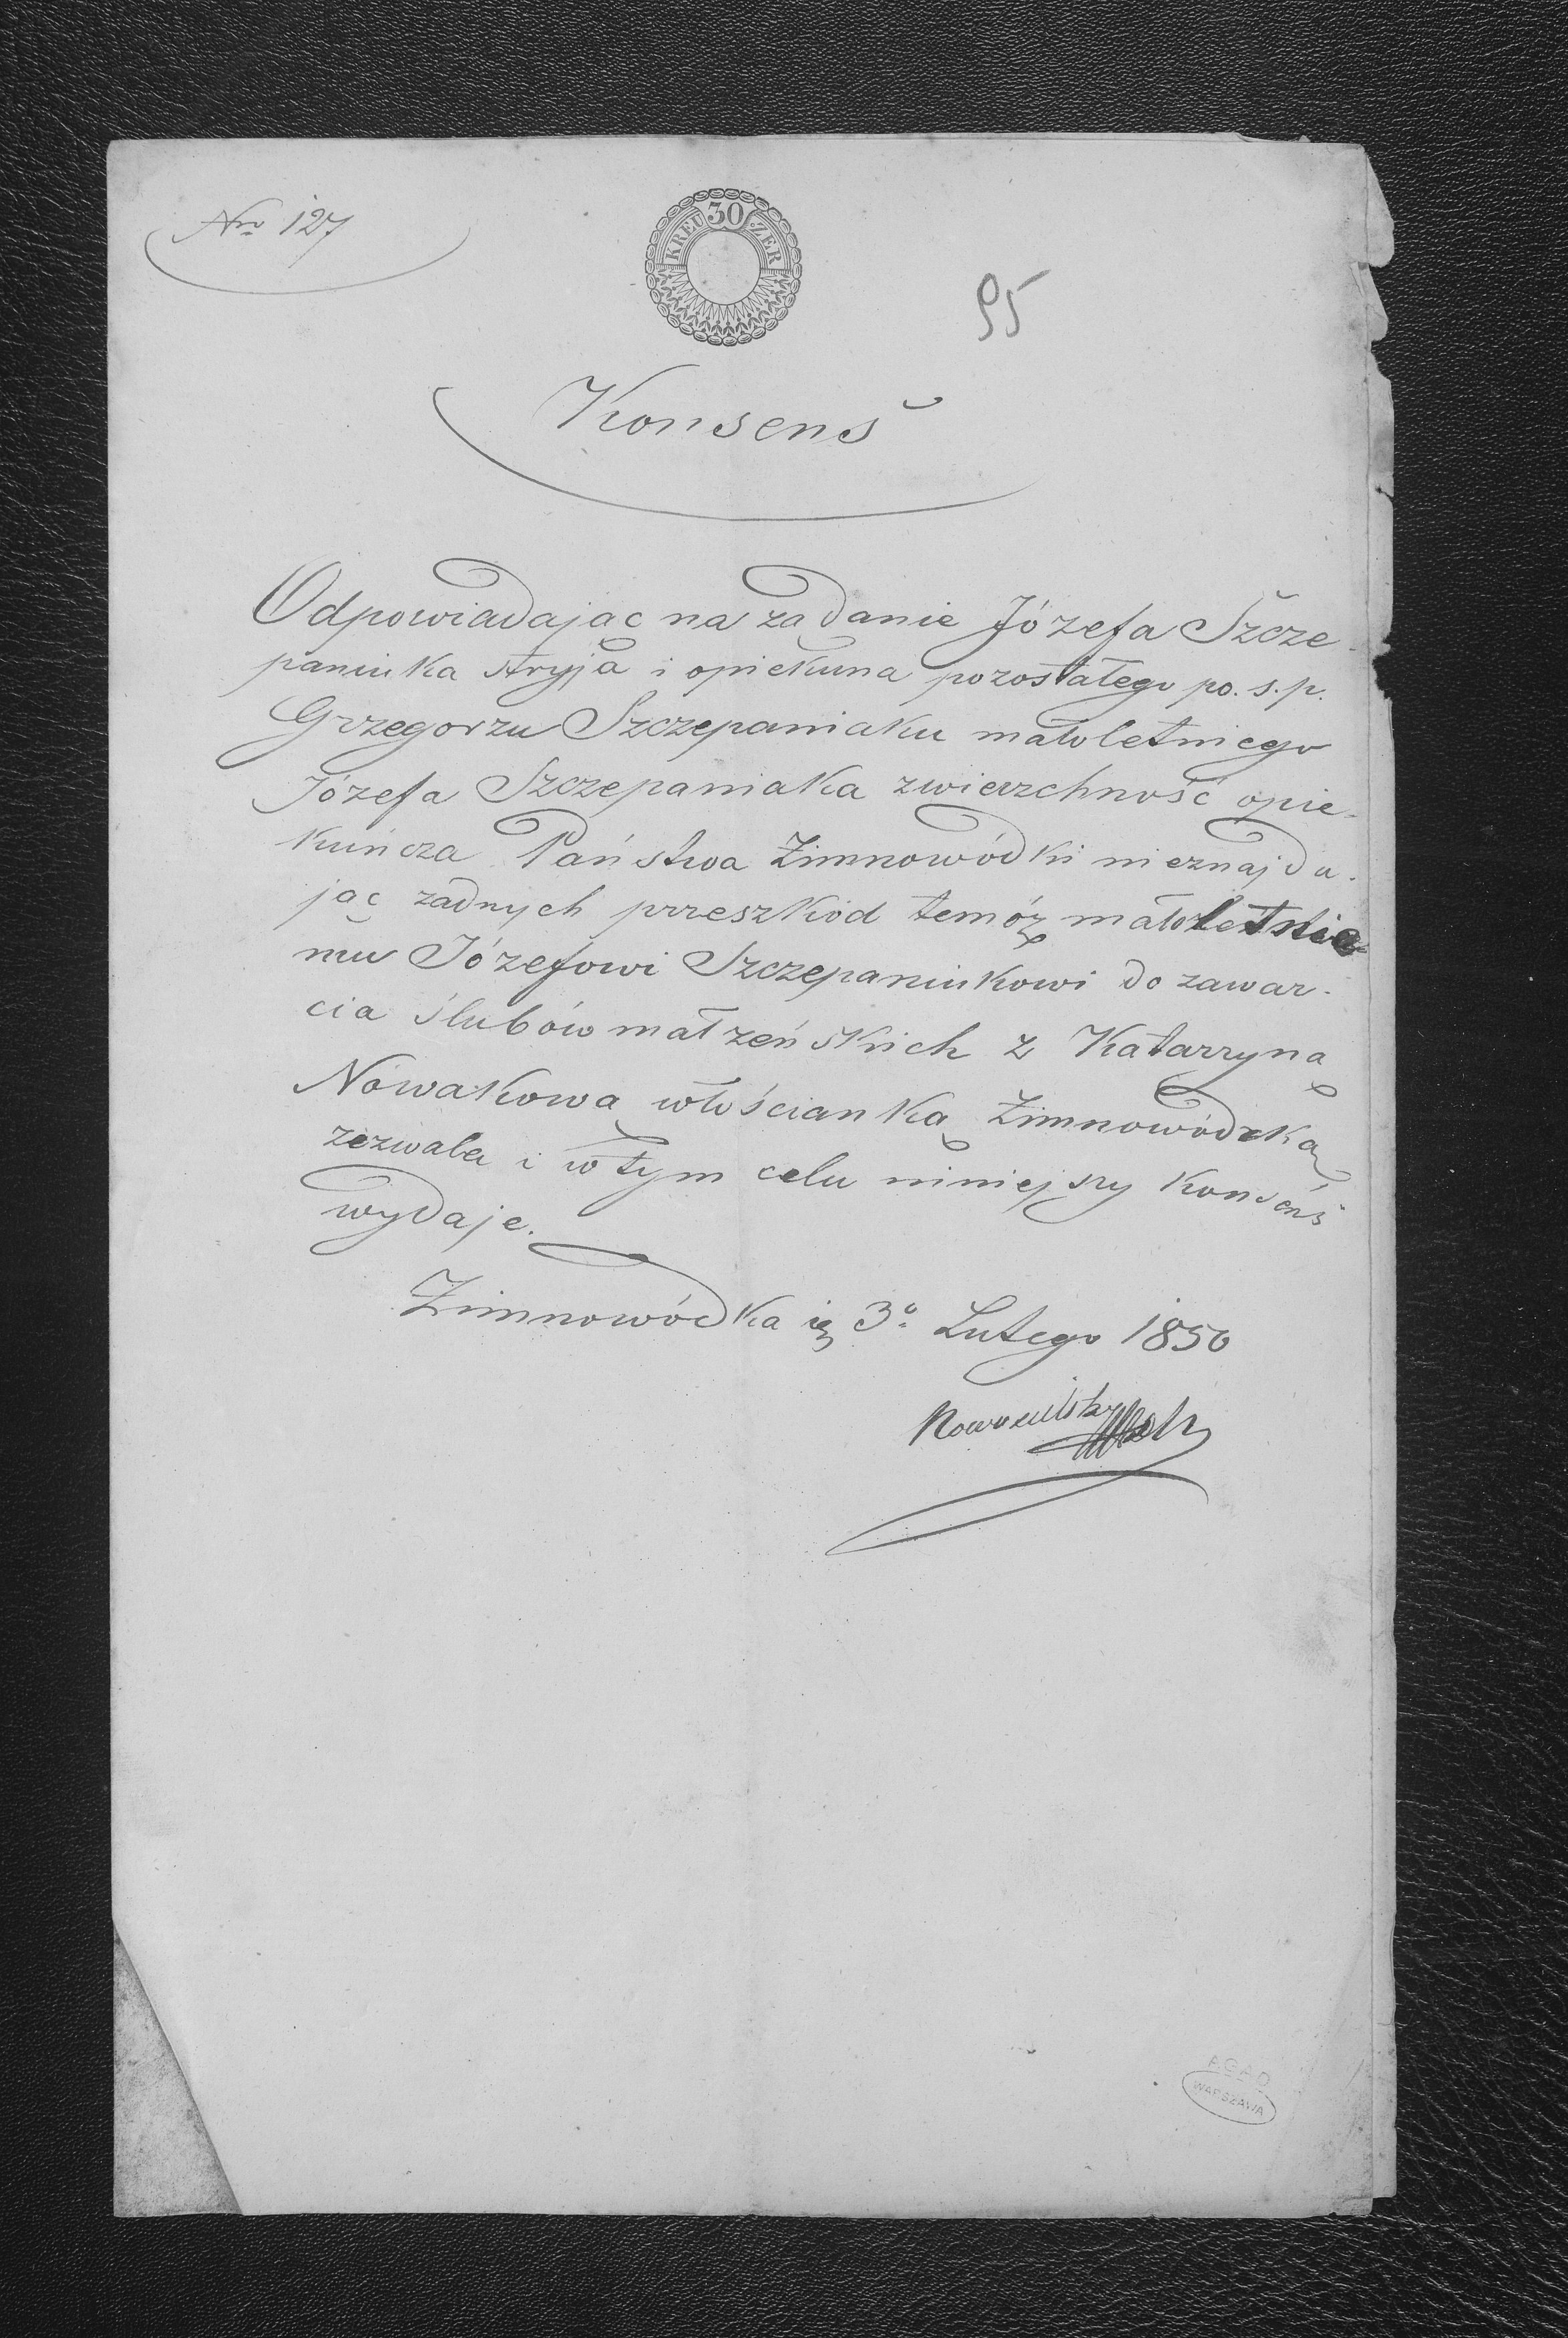 Nro 127
30
KREUZER
95
Konsens
Odpowiadając na żądanie Józefa Szcze-
paniuka stryja i opiekuna pozostałego po. s. p.
Grzegorzu Szczepaniaku małoletniego
Józefa Szczepaniaka zwierzchność opie-
kuńcza Państwa Zimnowódki nieznajdu-
jąc zadnych przeszkód temóż małoletnie-
mu Józefowi Szczepaniukowi do zawar-
cia ślubów małżeńskich z Katarzyną
Nowakową włościanką Zimnowódzką
zezwala i w tym celu niniejszy konsens
wydaje.
Zimnowódka 3º Lutego 1850
AGAD
WARSZAWA